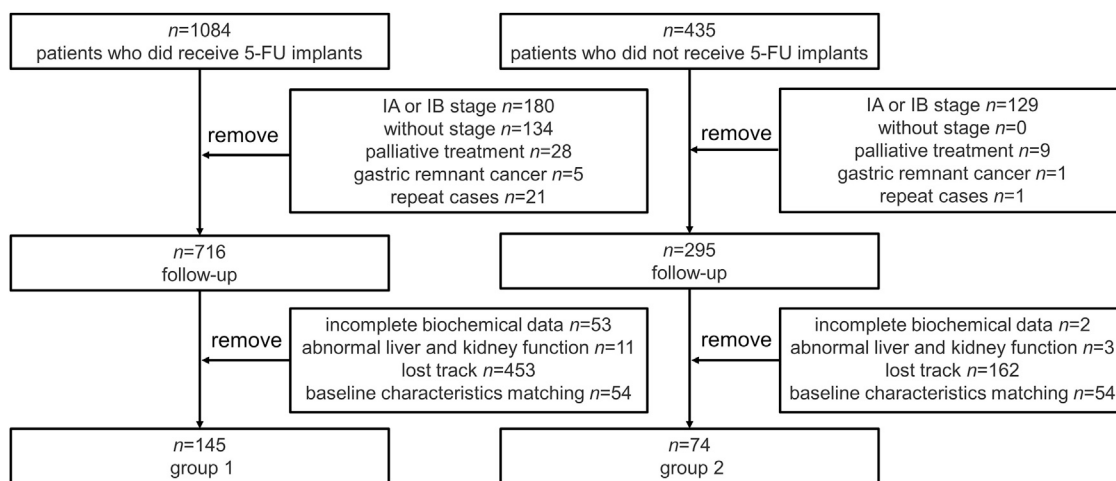 n=1084
patients who did receive 5-FU implants
remove
IA or IB stage n=180
without stage n=134
palliative treatment n=28
gastric remnant cancer n=5
repeat cases n=21
n=716
follow-up
remove
incomplete biochemical data n=53
abnormal liver and kidney function n=11
lost track n=453
baseline characteristics matching n=54
n=145
group 1
n=435
patients who did not receive 5-FU implants
remove
IA or IB stage n=129
without stage n=0
palliative treatment n=9
gastric remnant cancer n=1
repeat cases n=1
n=295
follow-up
remove
incomplete biochemical data n=2
abnormal liver and kidney function n=3
lost track n=162
baseline characteristics matching n=54
n=74
group 2